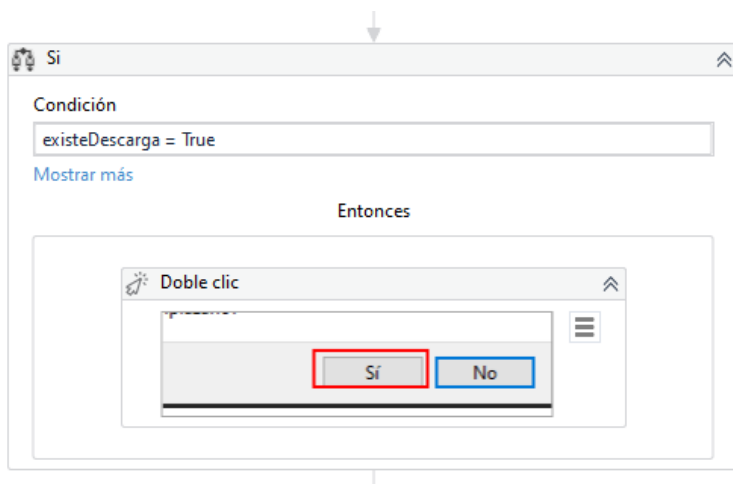 Si
Condición
existeDescarga = True
Mostrar más
Entonces
Doble clic
Sí No